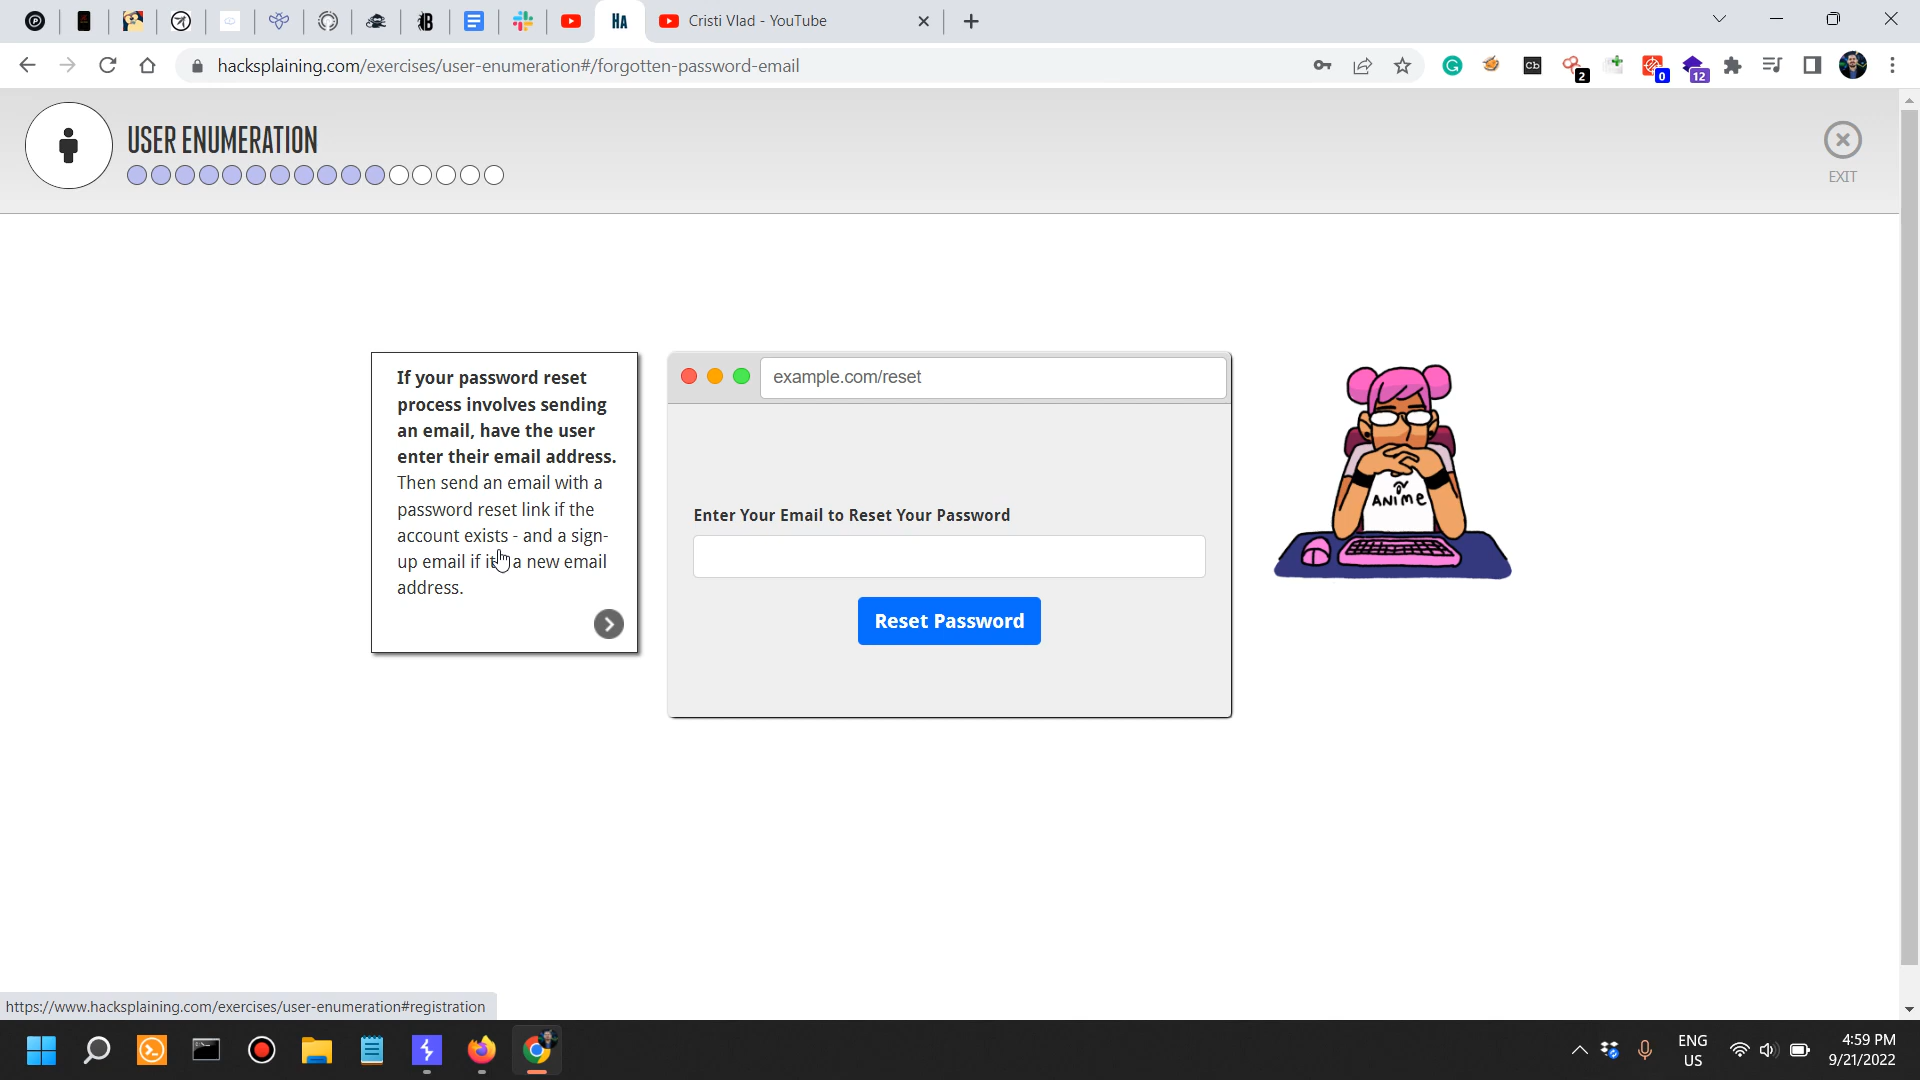 Cristi Vlad - YouTube
hacksplaining.com/exercises/user-enumeration#/forgotten-password-email
2
0
12
USER ENUMERATION
EXIT
If your password reset
process involves sending
an email, have the user
enter their email address.
Then send an email with a
password reset link if the
account exists - and a sign-
up email if it a new email
address.
example.com/reset
Enter Your Email to Reset Your Password
Reset Password
ANIME
https://www.hacksplaining.com/exercises/user-enumeration#registration
ENG
US
4:59 PM
9/21/2022